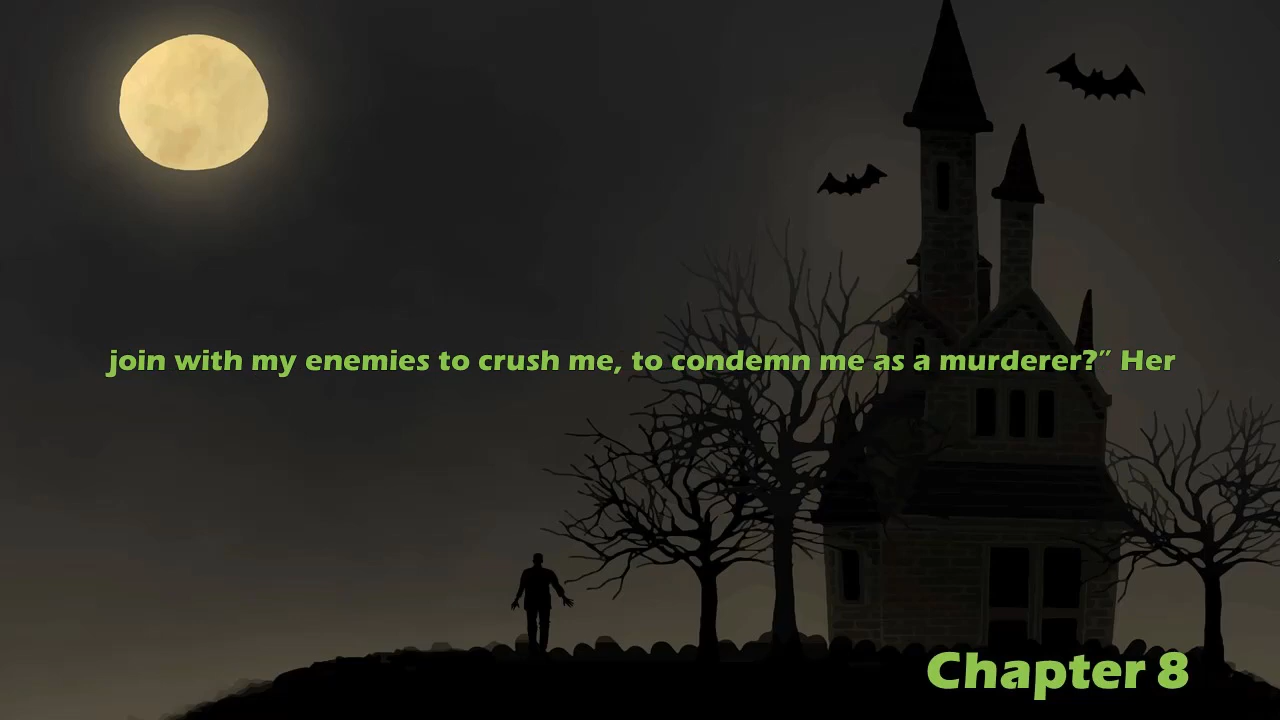 join with my enemies to crush me, to condemn me as a murderer?” Her
Chapter 8